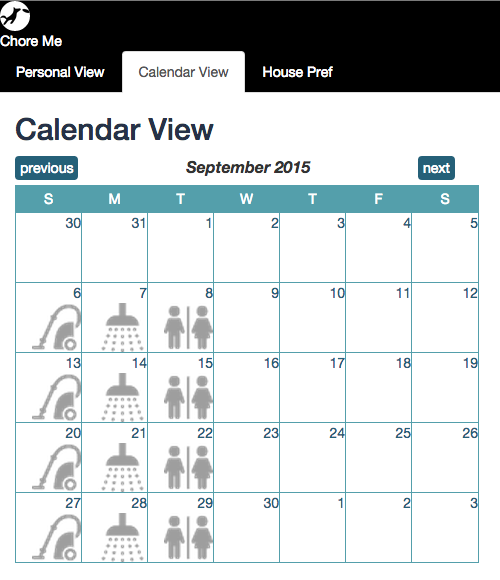 Chore Me
Personal View Calendar View House Pref
Calendar View
previous September 2015 next
S M T W T F S
30 31 1 2 3 4 5
6 7 8 9 10 11 12
13 14 15 16 17 18 19
20 21 22 23 24 25 26
27 28 29 30 1 2 3